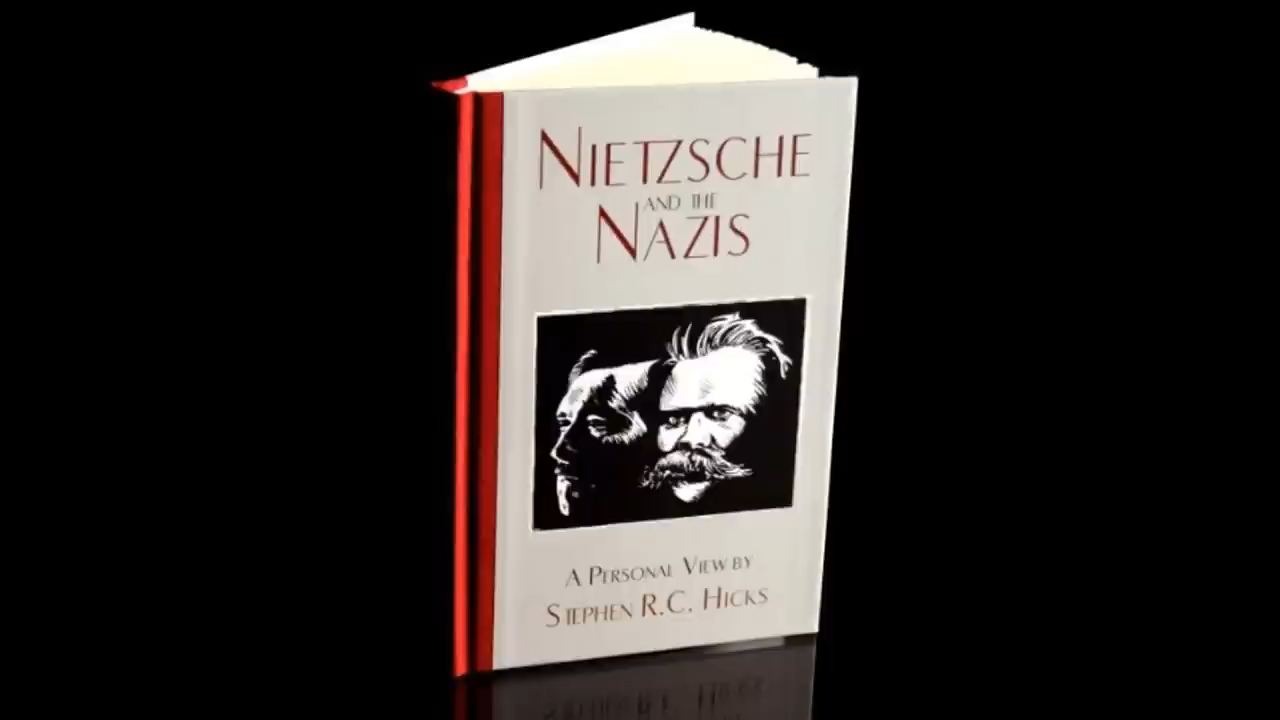 NIETZSCHE
AND THE
NAZIS
A PERSONAL VIEW BY
STEPHEN R.C. HICKS